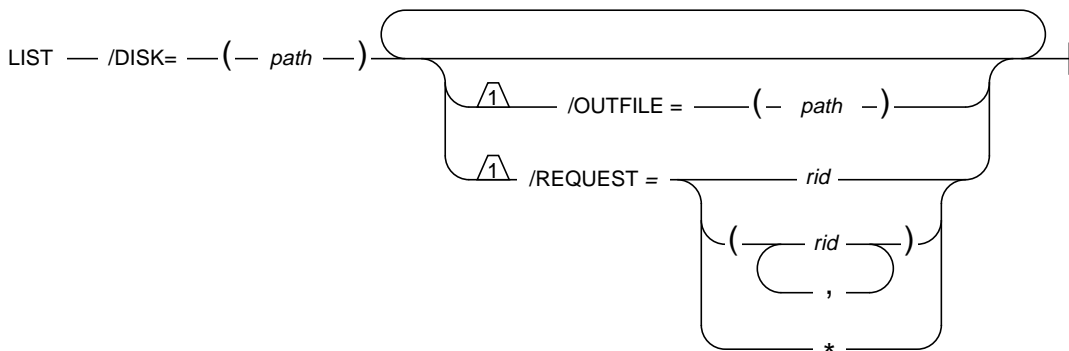 LIST /DISK= ( path )
1 /OUTFILE = ( path )
1 /REQUEST = rid
( rid )
,
*